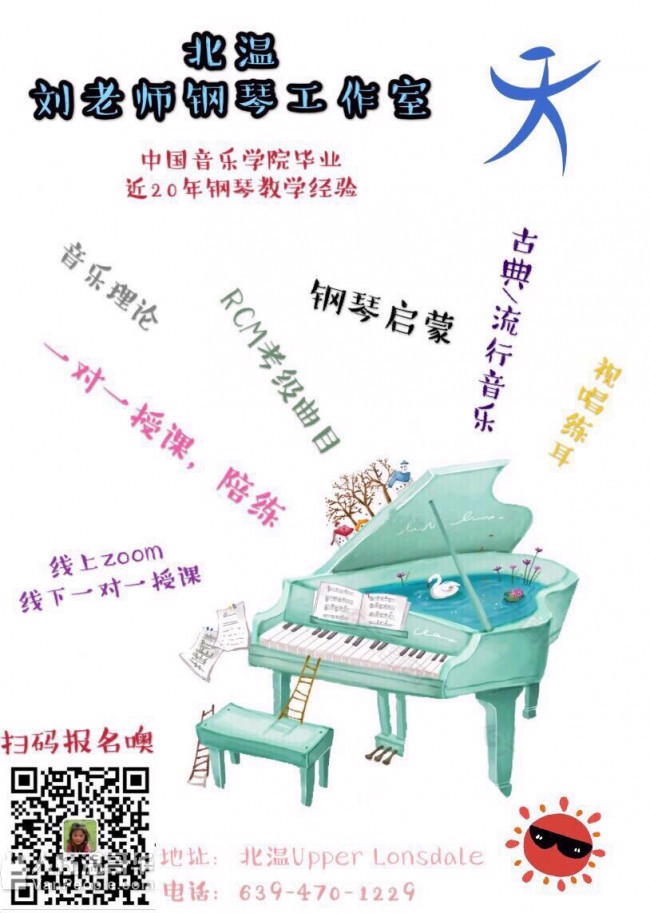 北温
刘老师钢琴工作室
中国音乐学院毕业
近20年钢琴教学经验
音乐理论
RCM考级曲目
钢琴启蒙
古典/流行音乐
视唱练耳
一对一授课，陪练
线上zoom
线下一对一授课
扫码报名噢
地址：北温Upper Lonsdale
电话：639-470-1229